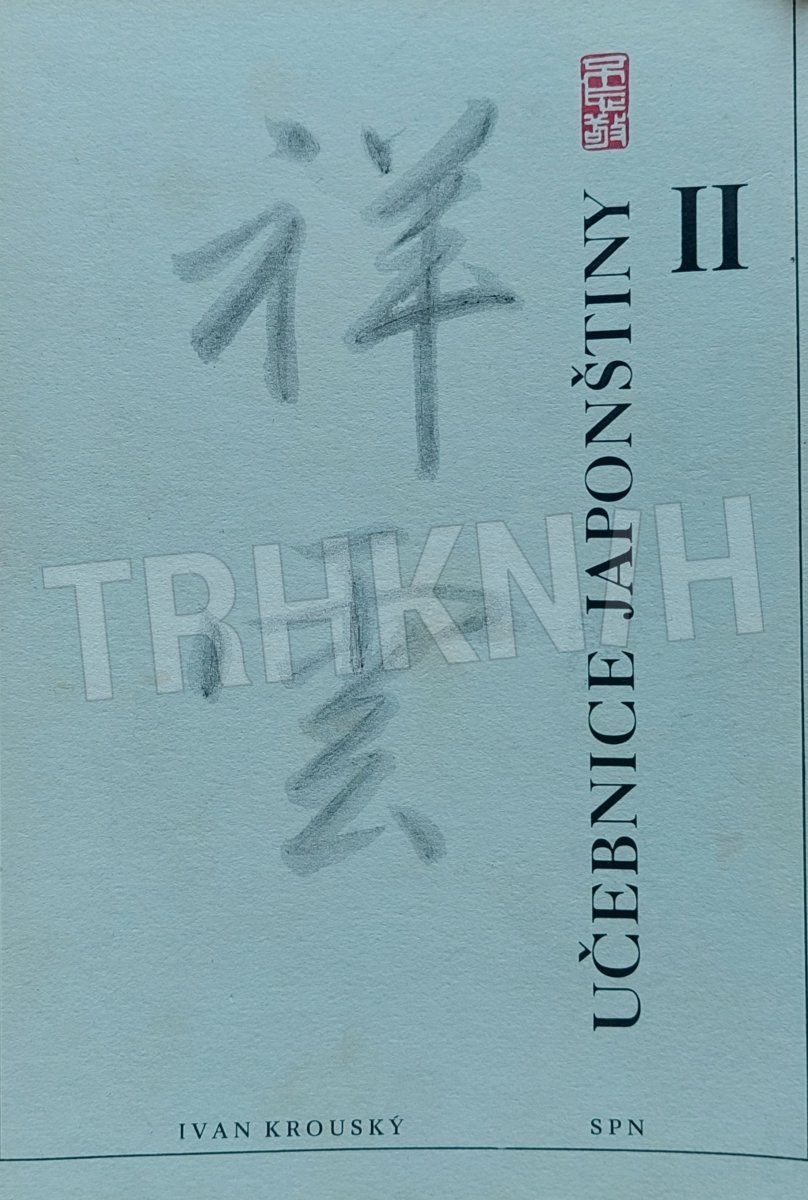 祥雲
UČEBNICE JAPONŠTINY
II
TRHKNIH
IVAN KROUSKÝ
SPN